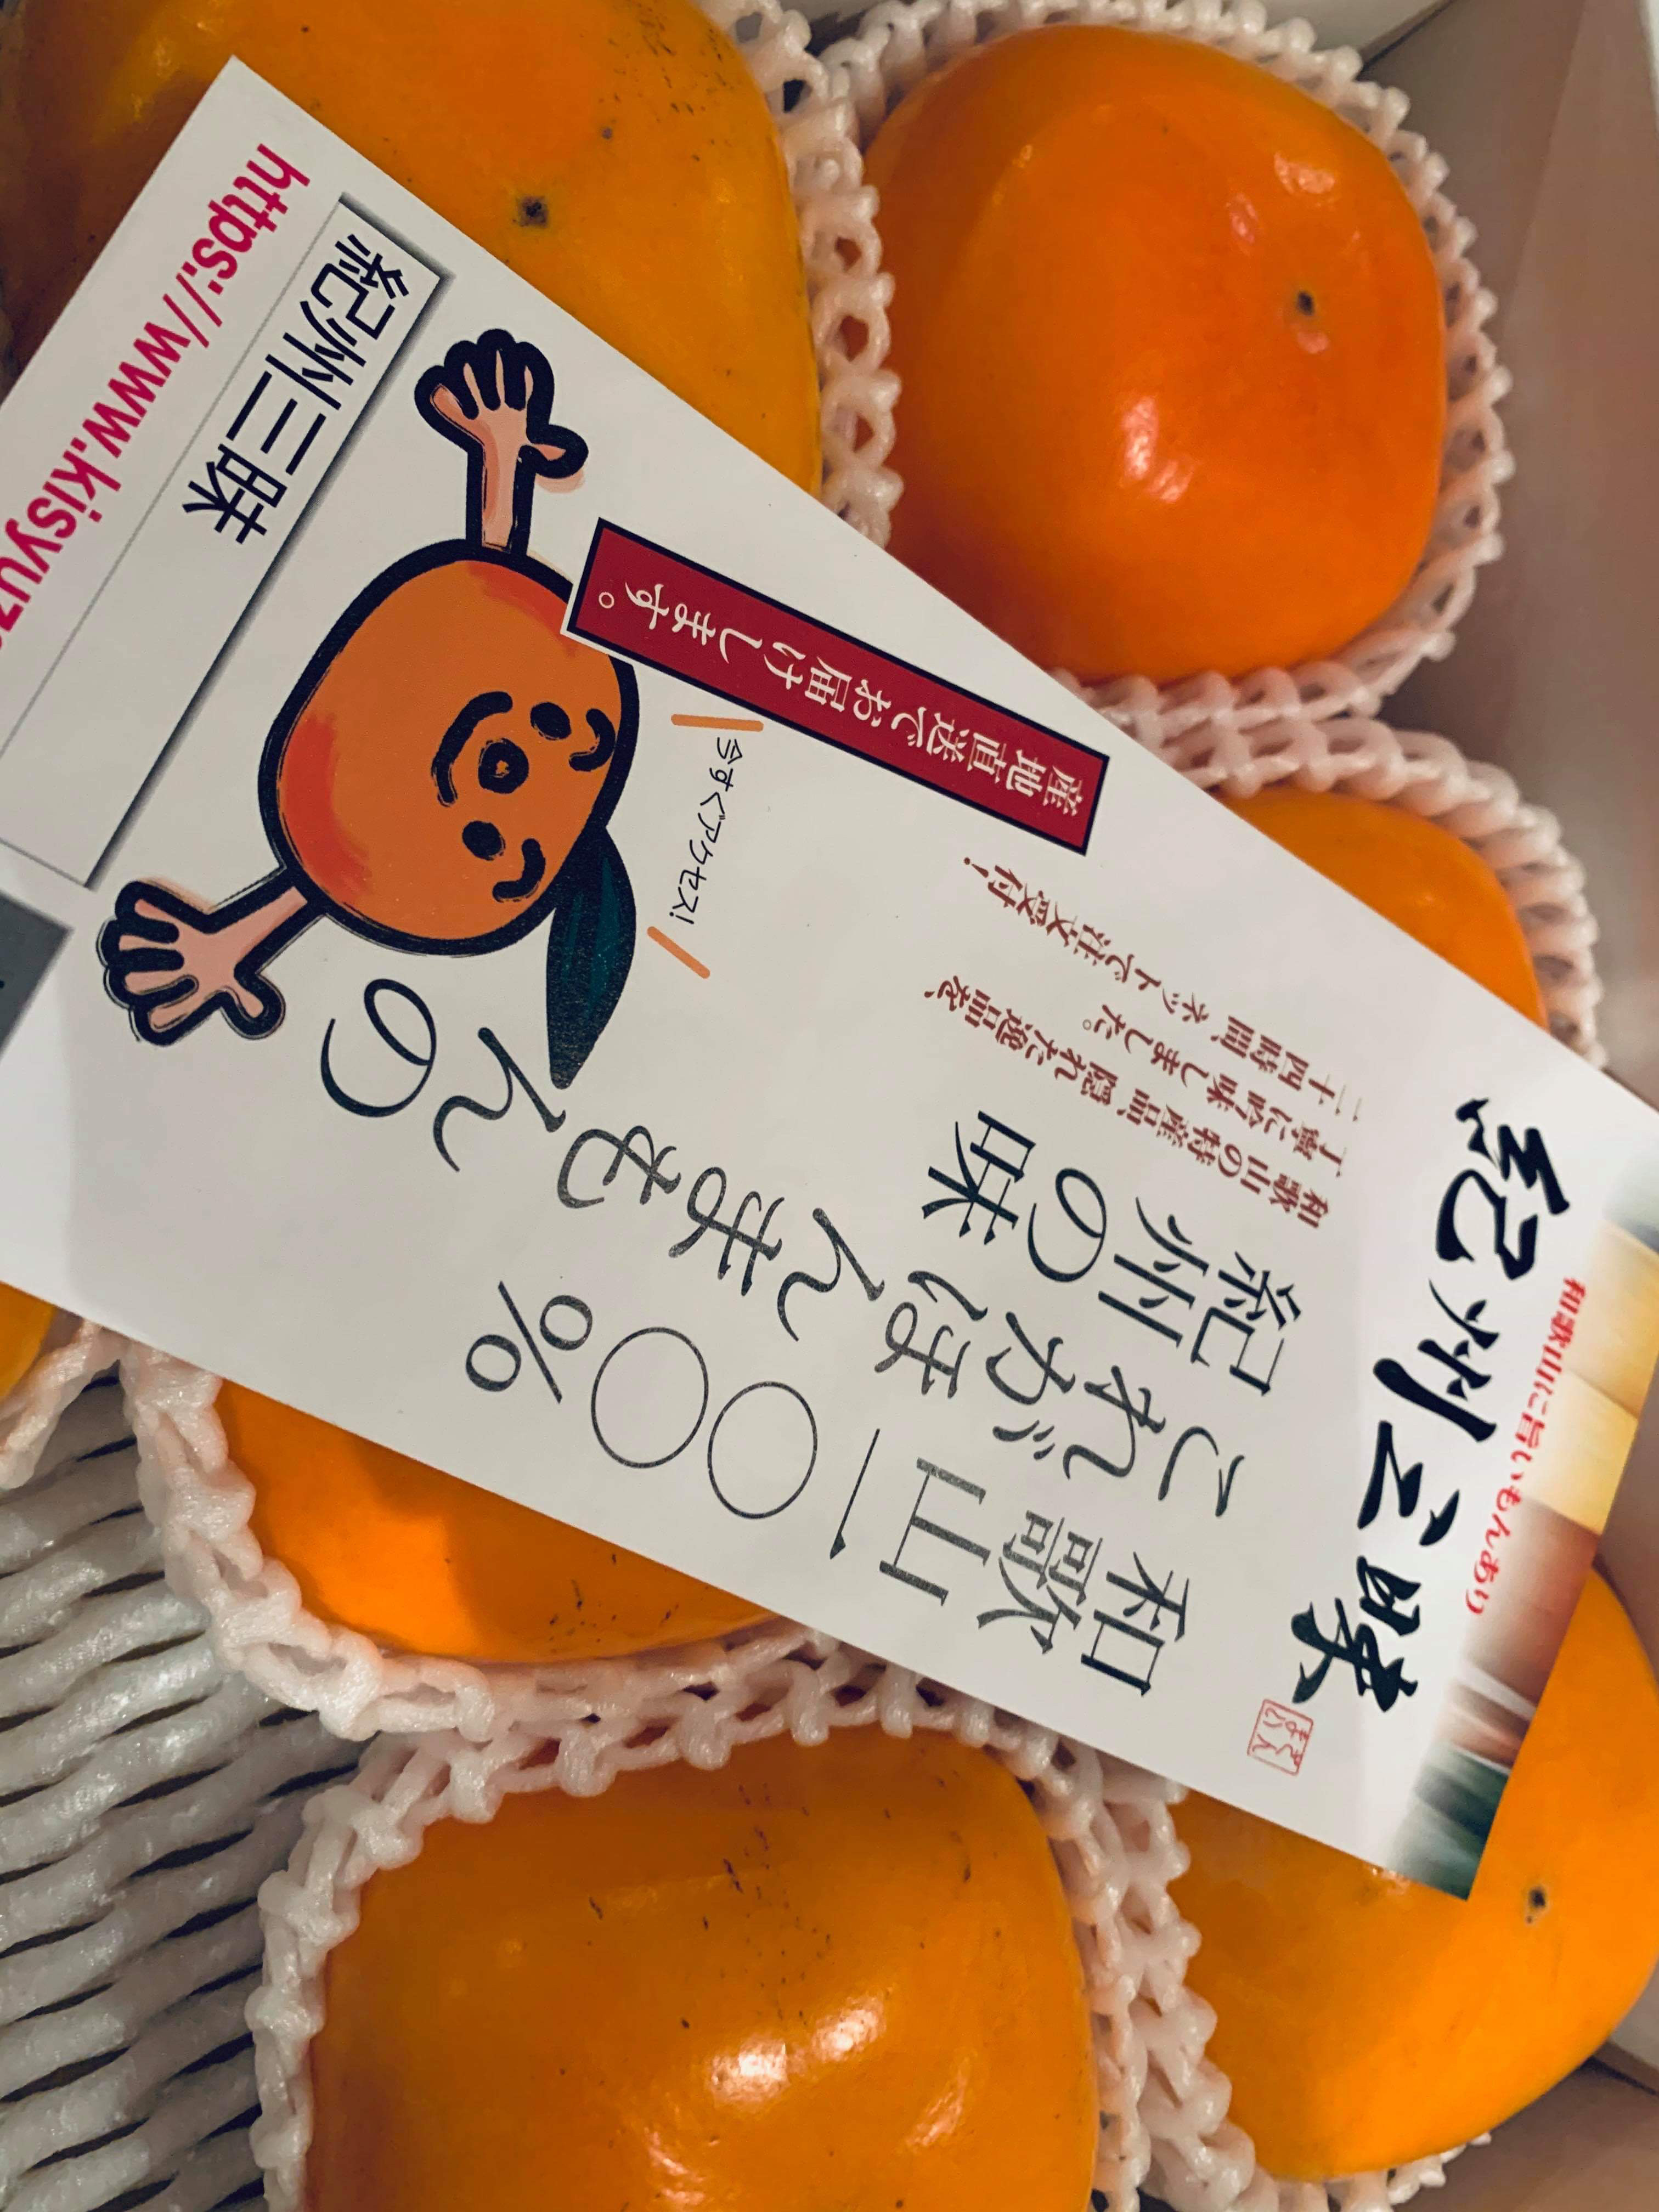 和歌山に旨いもんあり
紀州三昧
和歌山一〇〇%
これがほんまもんの
紀州の味
和歌山の特産品、隠れた逸品を、
丁寧に吟味しました。
二十四時間、ネットで注文受付!
産地直送でお届けします。
今すぐアクセス!
紀州三昧
https://www.kisyuz